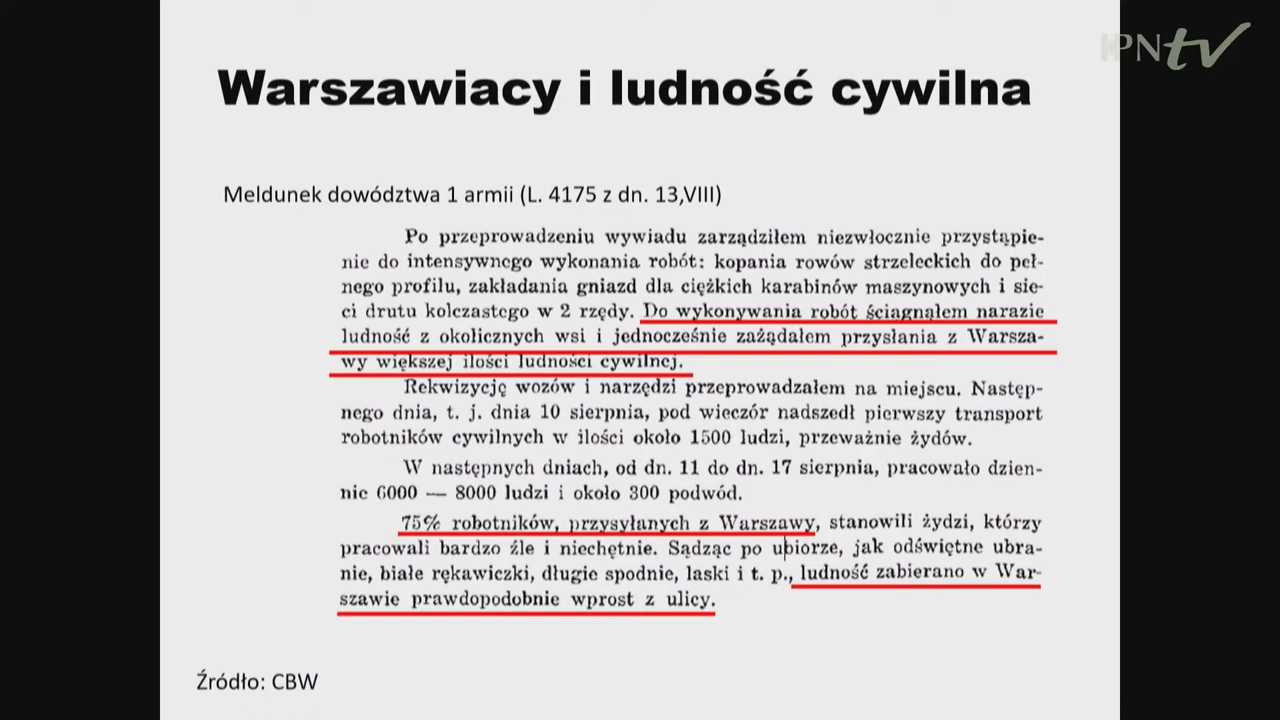 IPNtv
Warszawiacy i ludność cywilna
Meldunek dowództwa 1 armii (L. 4175 z dn. 13,VIII)
Po przeprowadzeniu wywiadu zarządziłem niezwłocznie przystąpie-
nie do intensywnego wykonania robót: kopania rowów strzeleckich do peł-
nego profilu, zakładania gniazd dla ciężkich karabinów maszynowych i sie-
ci drutu kolczastego w 2 rzędy. Do wykonywania robót ściągnąłem narazie
ludność z okolicznych wsi i jednocześnie zażądałem przysłania z Warsza-
wy większej ilości ludności cywilnej.
Rekwizycję wozów i narzędzi przeprowadzałem na miejscu. Następ-
nego dnia, t. j. dnia 10 sierpnia, pod wieczór nadszedł pierwszy transport
robotników cywilnych w ilości około 1500 ludzi, przeważnie żydów.
W następnych dniach, od dn. 11 do dn. 17 sierpnia, pracowało dzien-
nie 6000 — 8000 ludzi i około 300 podwód.
75% robotników, przysyłanych z Warszawy, stanowili żydzi, którzy
pracowali bardzo źle i niechętnie. Sądząc po ubiorze, jak odświętne ubra-
nie, białe rękawiczki, długie spodnie, laski i t. p., ludność zabierano w War-
szawie prawdopodobnie wprost z ulicy.
Źródło: CBW